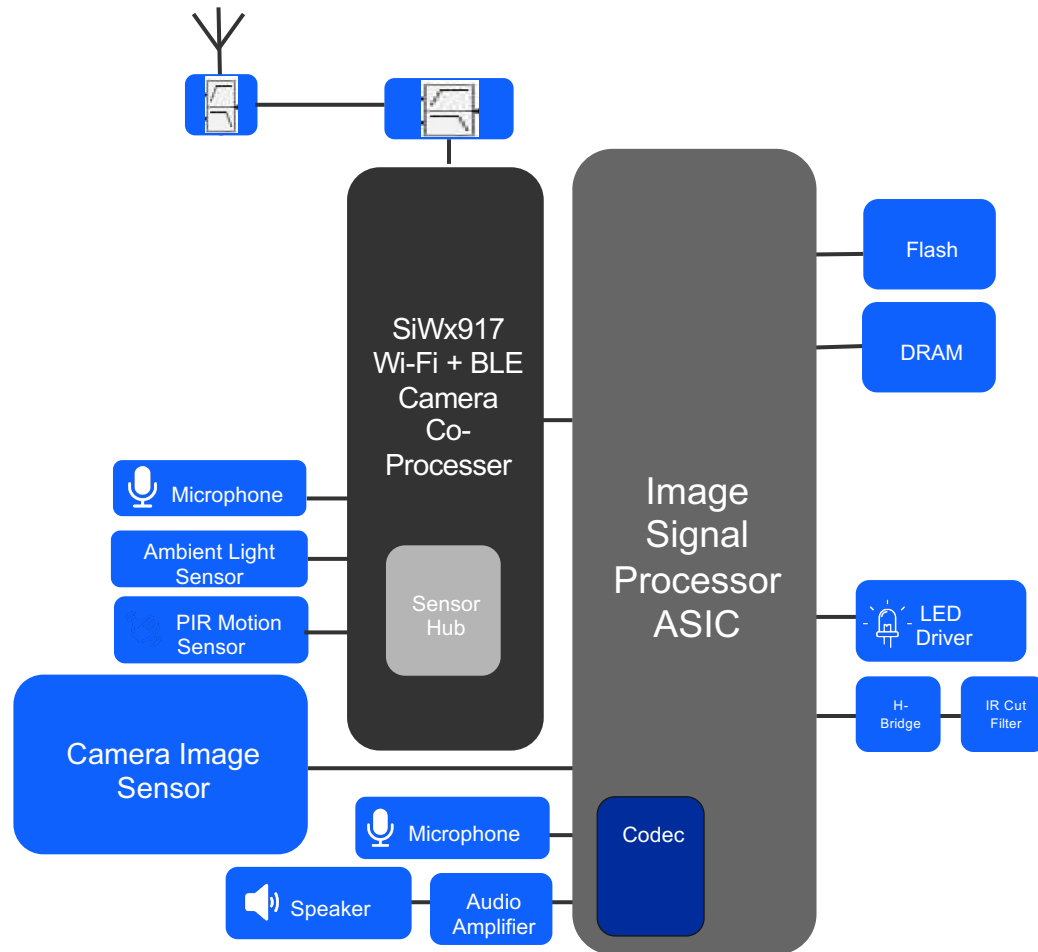 SiWx917
Wi-Fi + BLE
Camera
Co-
Processer
Sensor
Hub
Microphone
Ambient Light
Sensor
PIR Motion
Sensor
Camera Image
Sensor
Microphone
Speaker
Audio
Amplifier
Image
Signal
Processor
ASIC
Codec
Flash
DRAM
LED
Driver
H-
Bridge
IR Cut
Filter